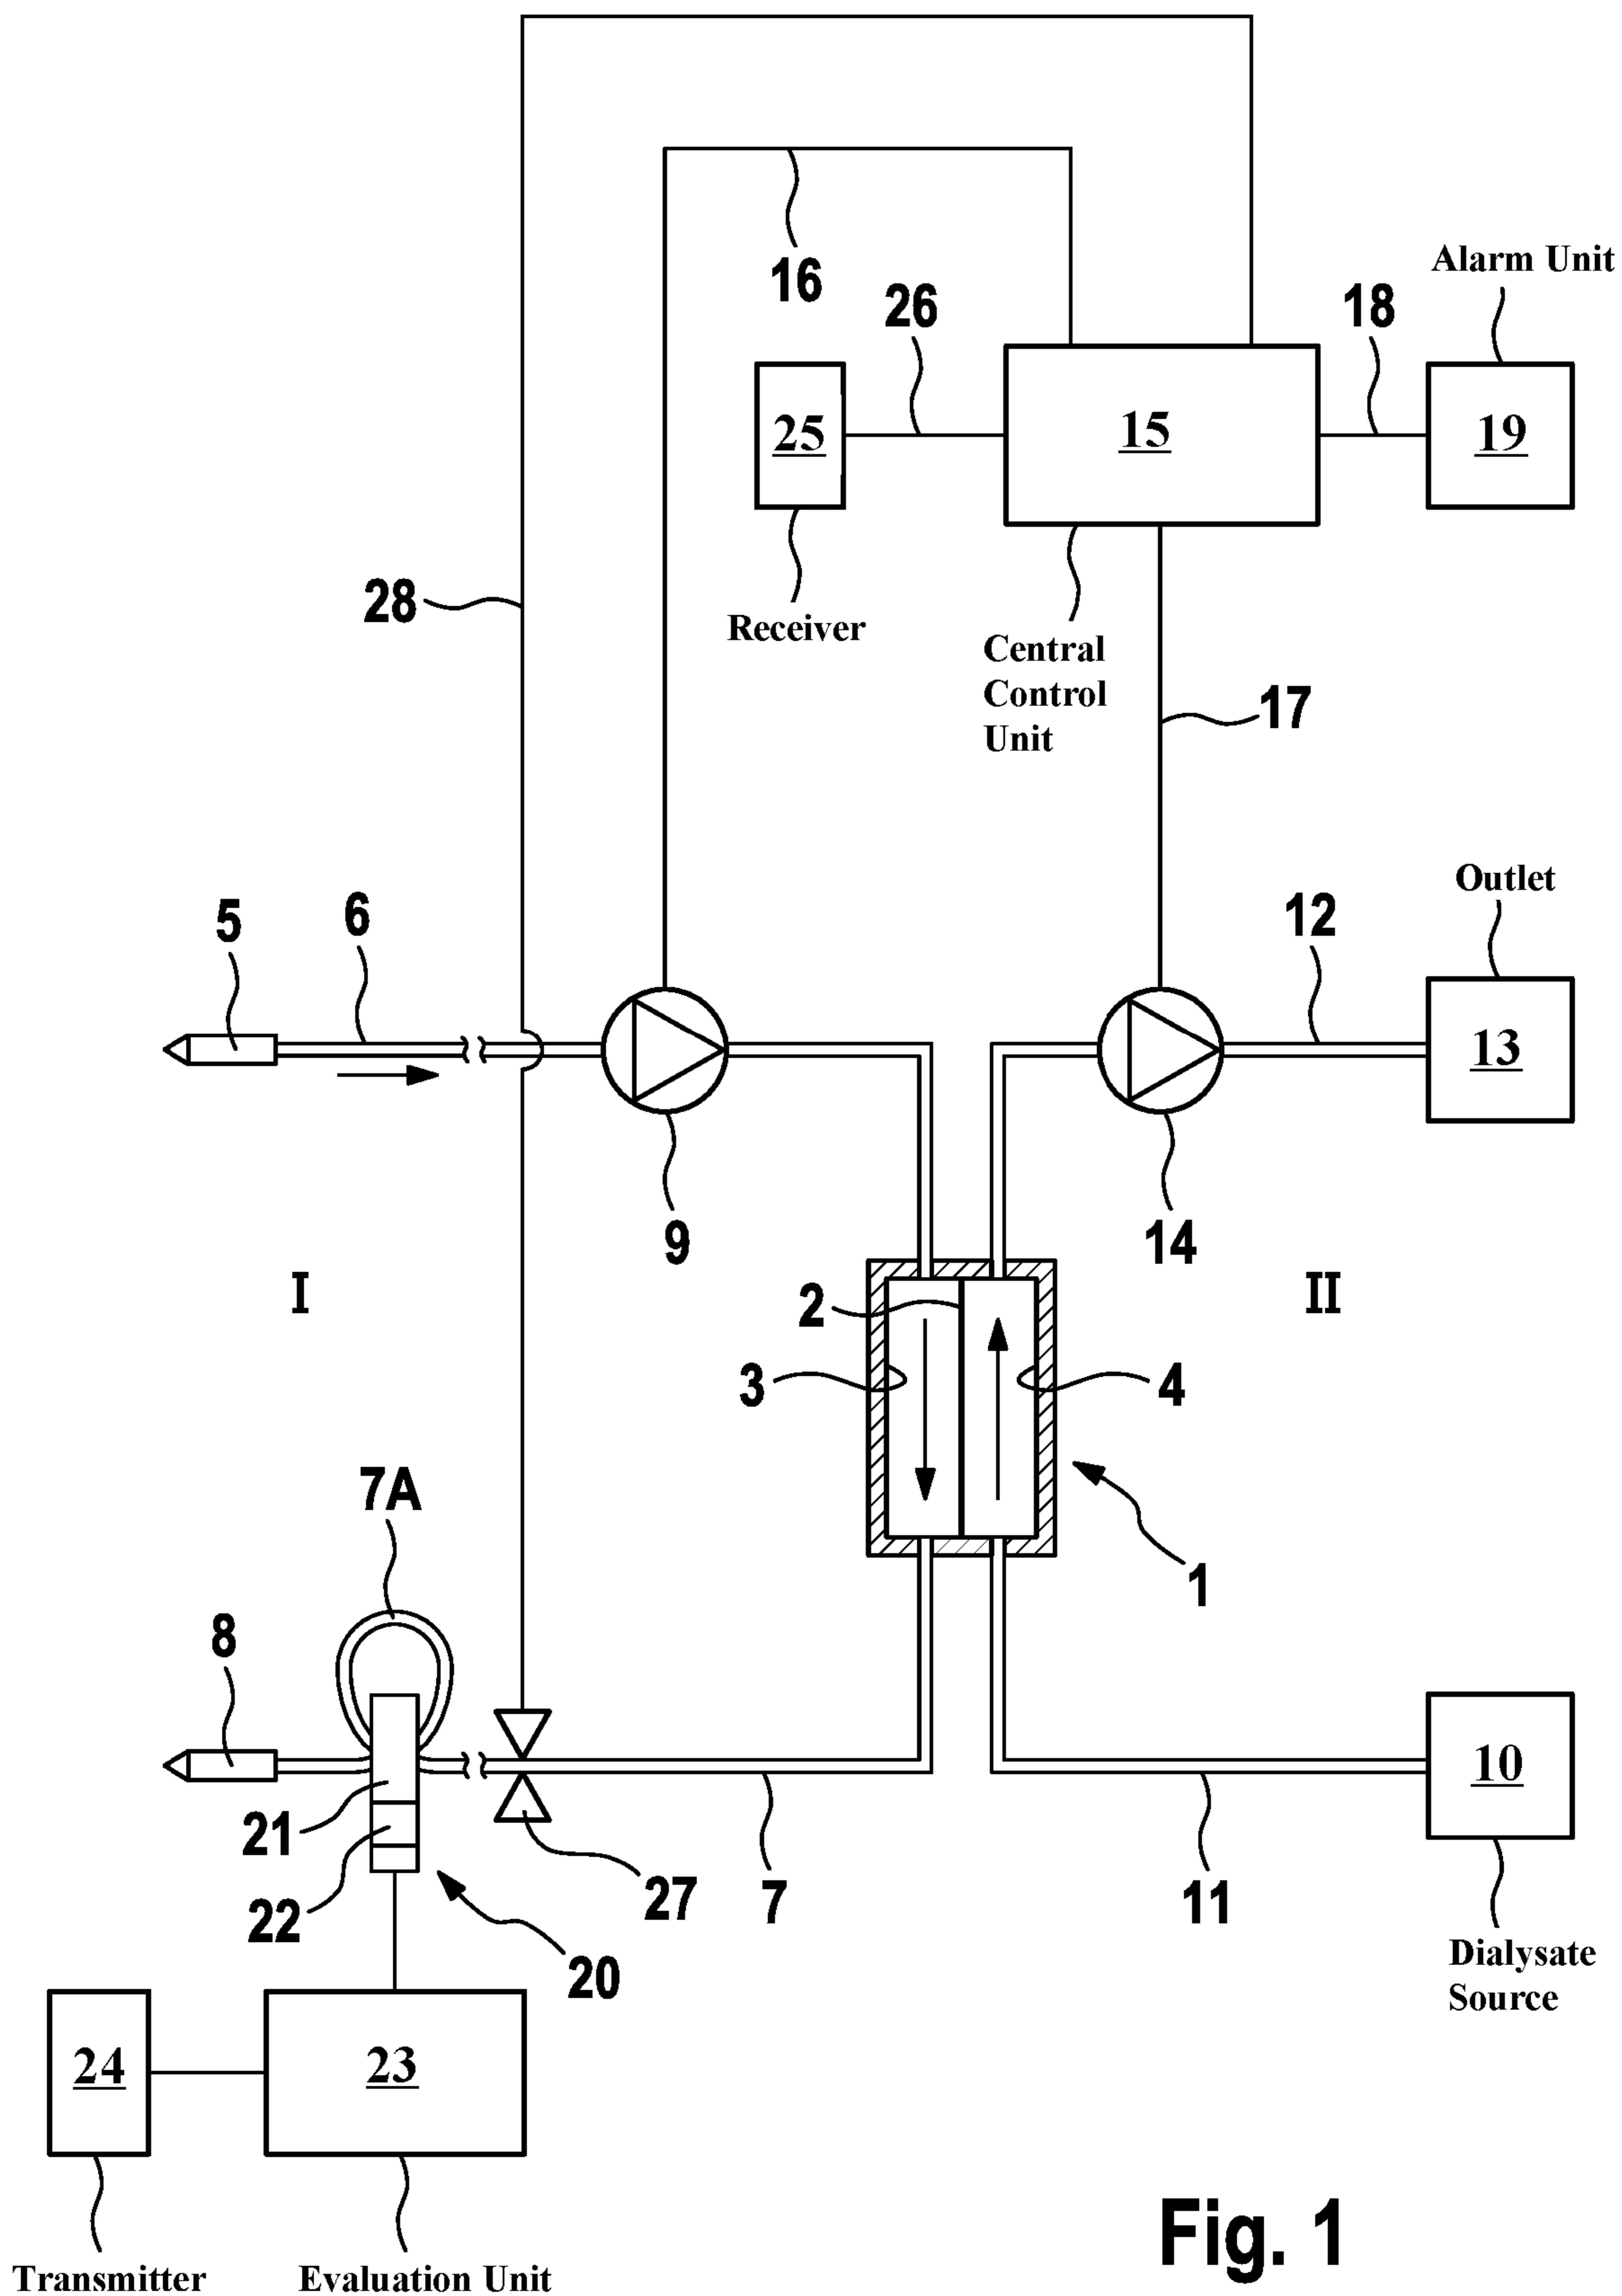 16
Alarm Unit
26
18
25
15
19
28
Receiver
Central
Control
Unit
17
Outlet
5
6
12
13
9
14
I
II
2
3
4
7A
1
8
10
21
22
27
7
11
20
Dialysate
Source
24
23
Transmitter
Evaluation Unit
Fig. 1